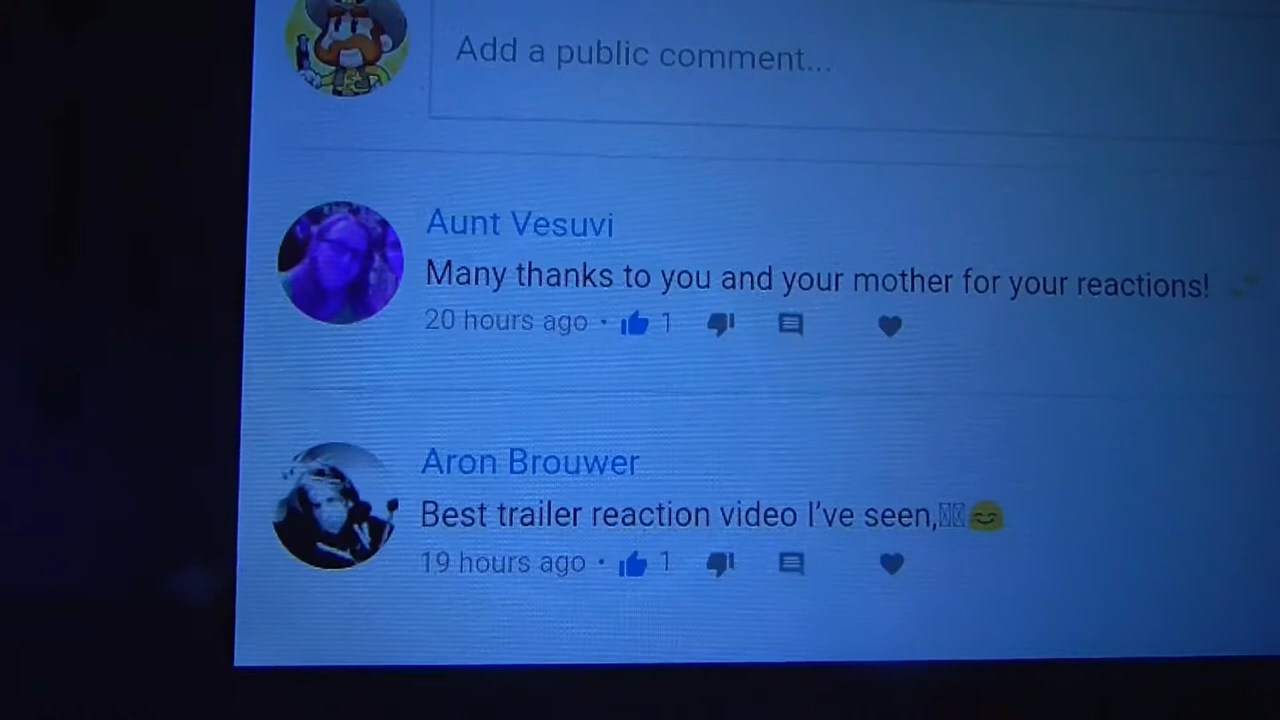 Add a public comment...
Aunt Vesuvi
Many thanks to you and your mother for your reactions!
20 hours ago · 1
Aron Brouwer
Best trailer reaction video I've seen,😊
19 hours ago · 1